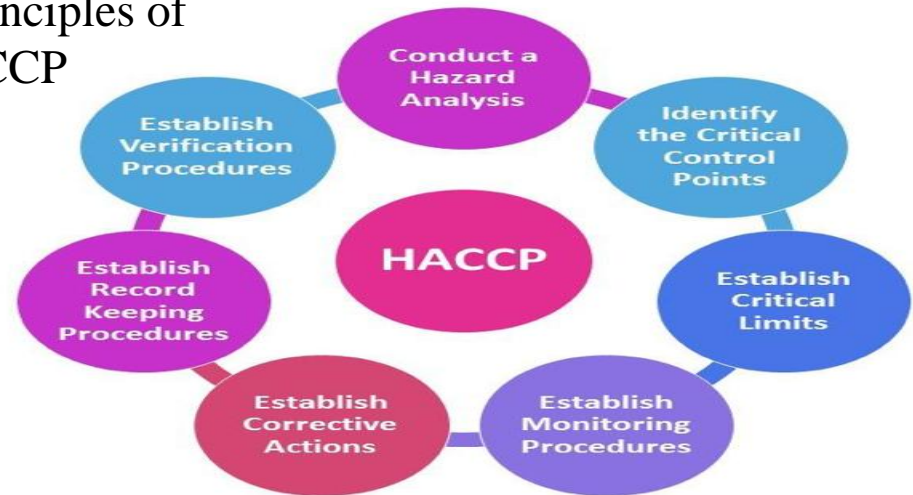 nciples of
CCP
Conduct a
Hazard
Analysis
Identify
the Critical
Control
Points
Establish
Critical
Limits
Establish
Monitoring
Procedures
Establish
Corrective
Actions
Establish
Record
Keeping
Procedures
Establish
Verification
Procedures
HACCP